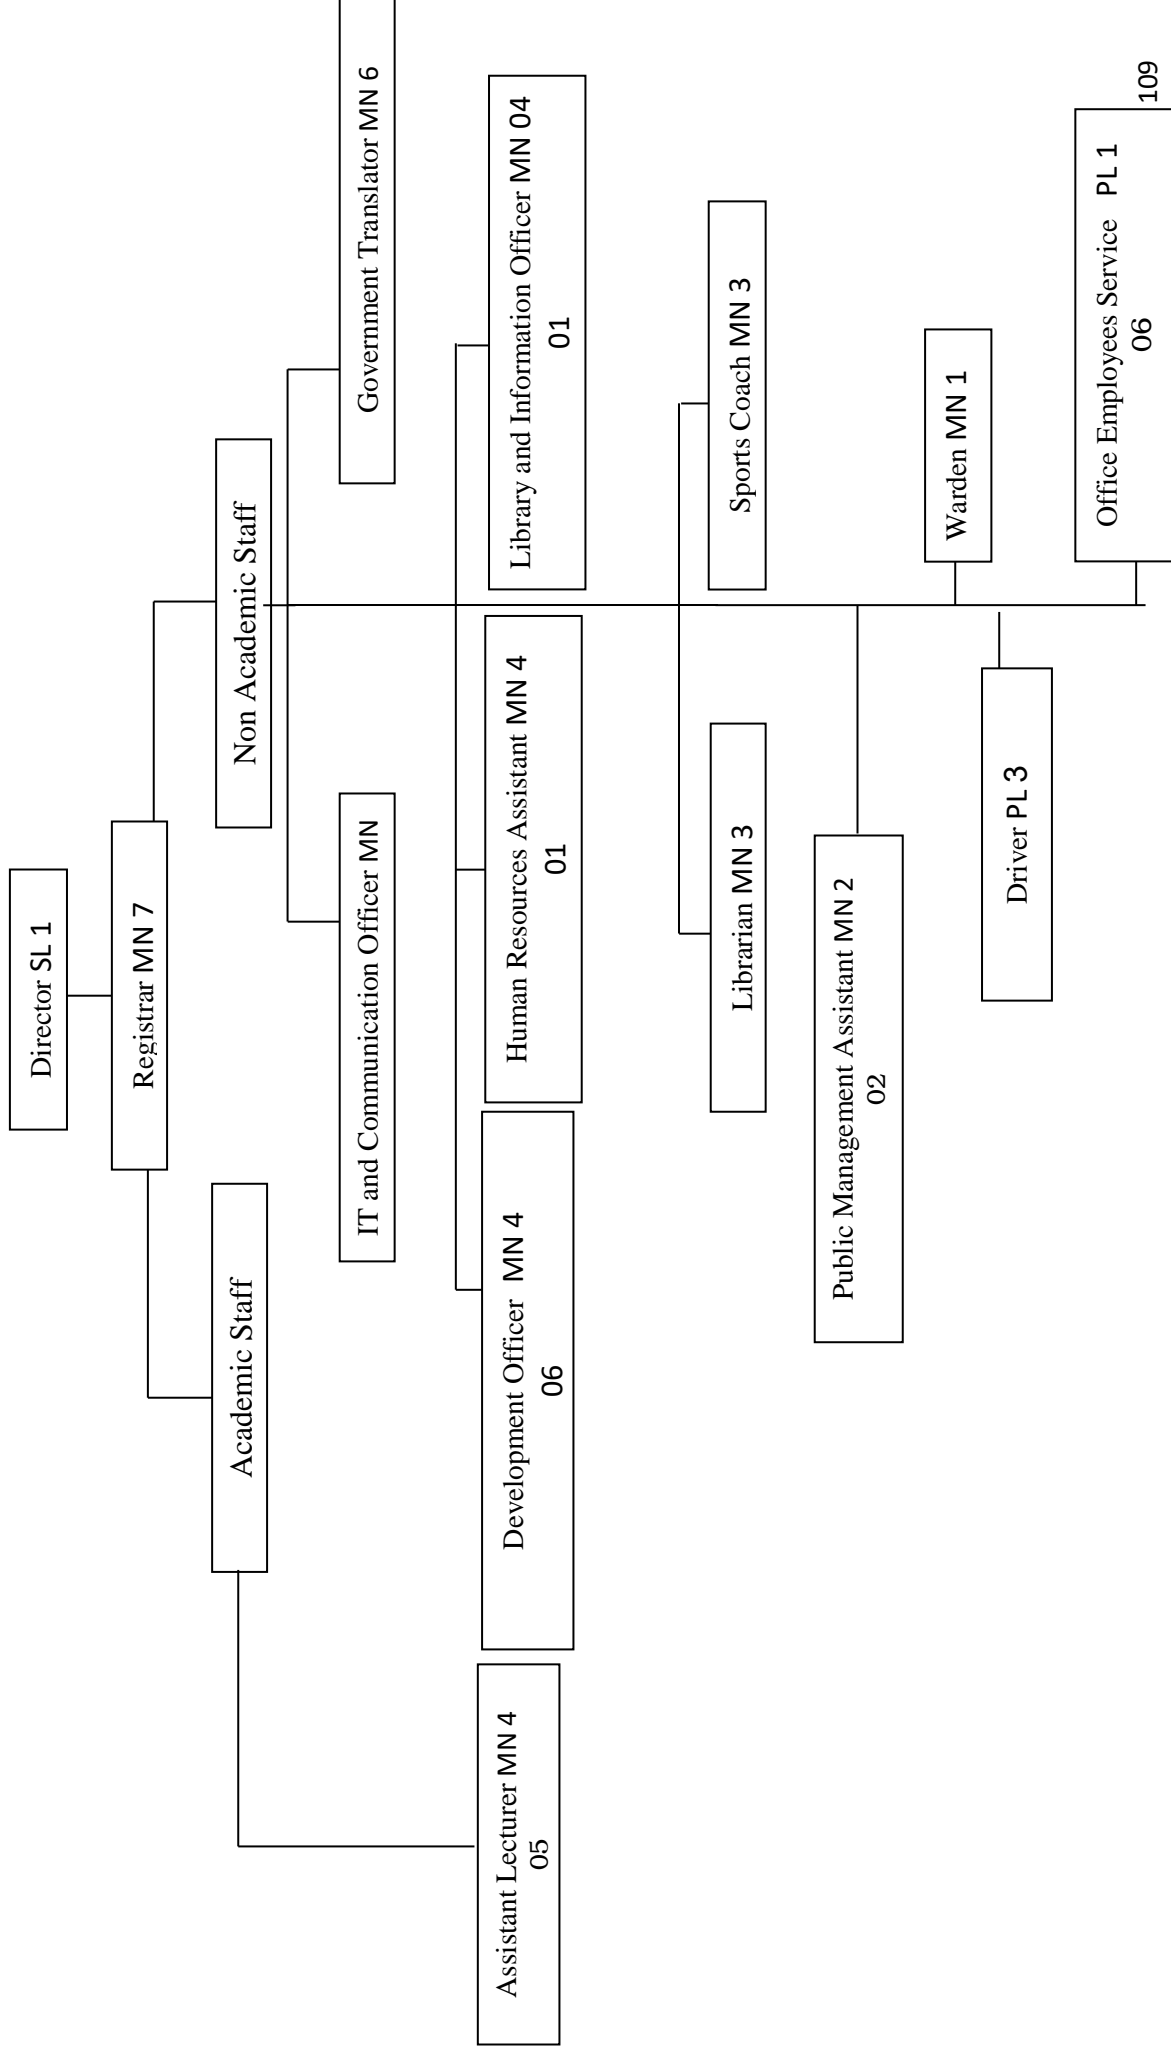 Director SL 1
Registrar MN 7
Academic Staff
Non Academic Staff
IT and Communication Officer MN
Government Translator MN 6
Assistant Lecturer MN 4
05
Development Officer MN 4
06
Human Resources Assistant MN 4
01
Library and Information Officer MN 04
01
Librarian MN 3
Sports Coach MN 3
Public Management Assistant MN 2
02
Warden MN 1
Driver PL 3
Office Employees Service PL 1
06
109